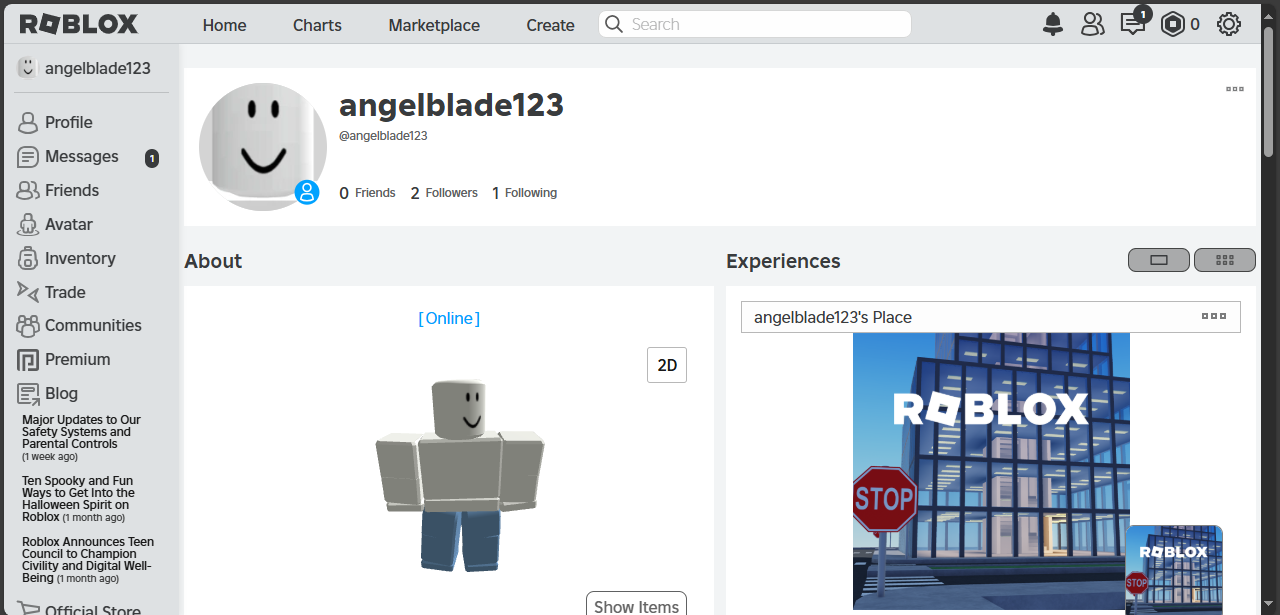 ROBLOX
Home
Charts
Marketplace
Create
Search
1
0
angelblade123
Profile
Messages
1
Friends
Avatar
Inventory
Trade
Communities
Premium
Blog
Major Updates to Our
Safety Systems and
Parental Controls
(1 week ago)
Ten Spooky and Fun
Ways to Get Into the
Halloween Spirit on
Roblox (1 month ago)
Roblox Announces Teen
Council to Champion
Civility and Digital Well-
Being (1 month ago)
Official Store
angelblade123
@angelblade123
0 Friends 2 Followers 1 Following
About
[ Online ]
2D
Show Items
Experiences
angelblade123's Place
ROBLOX
STOP
ROBLOX
STOP